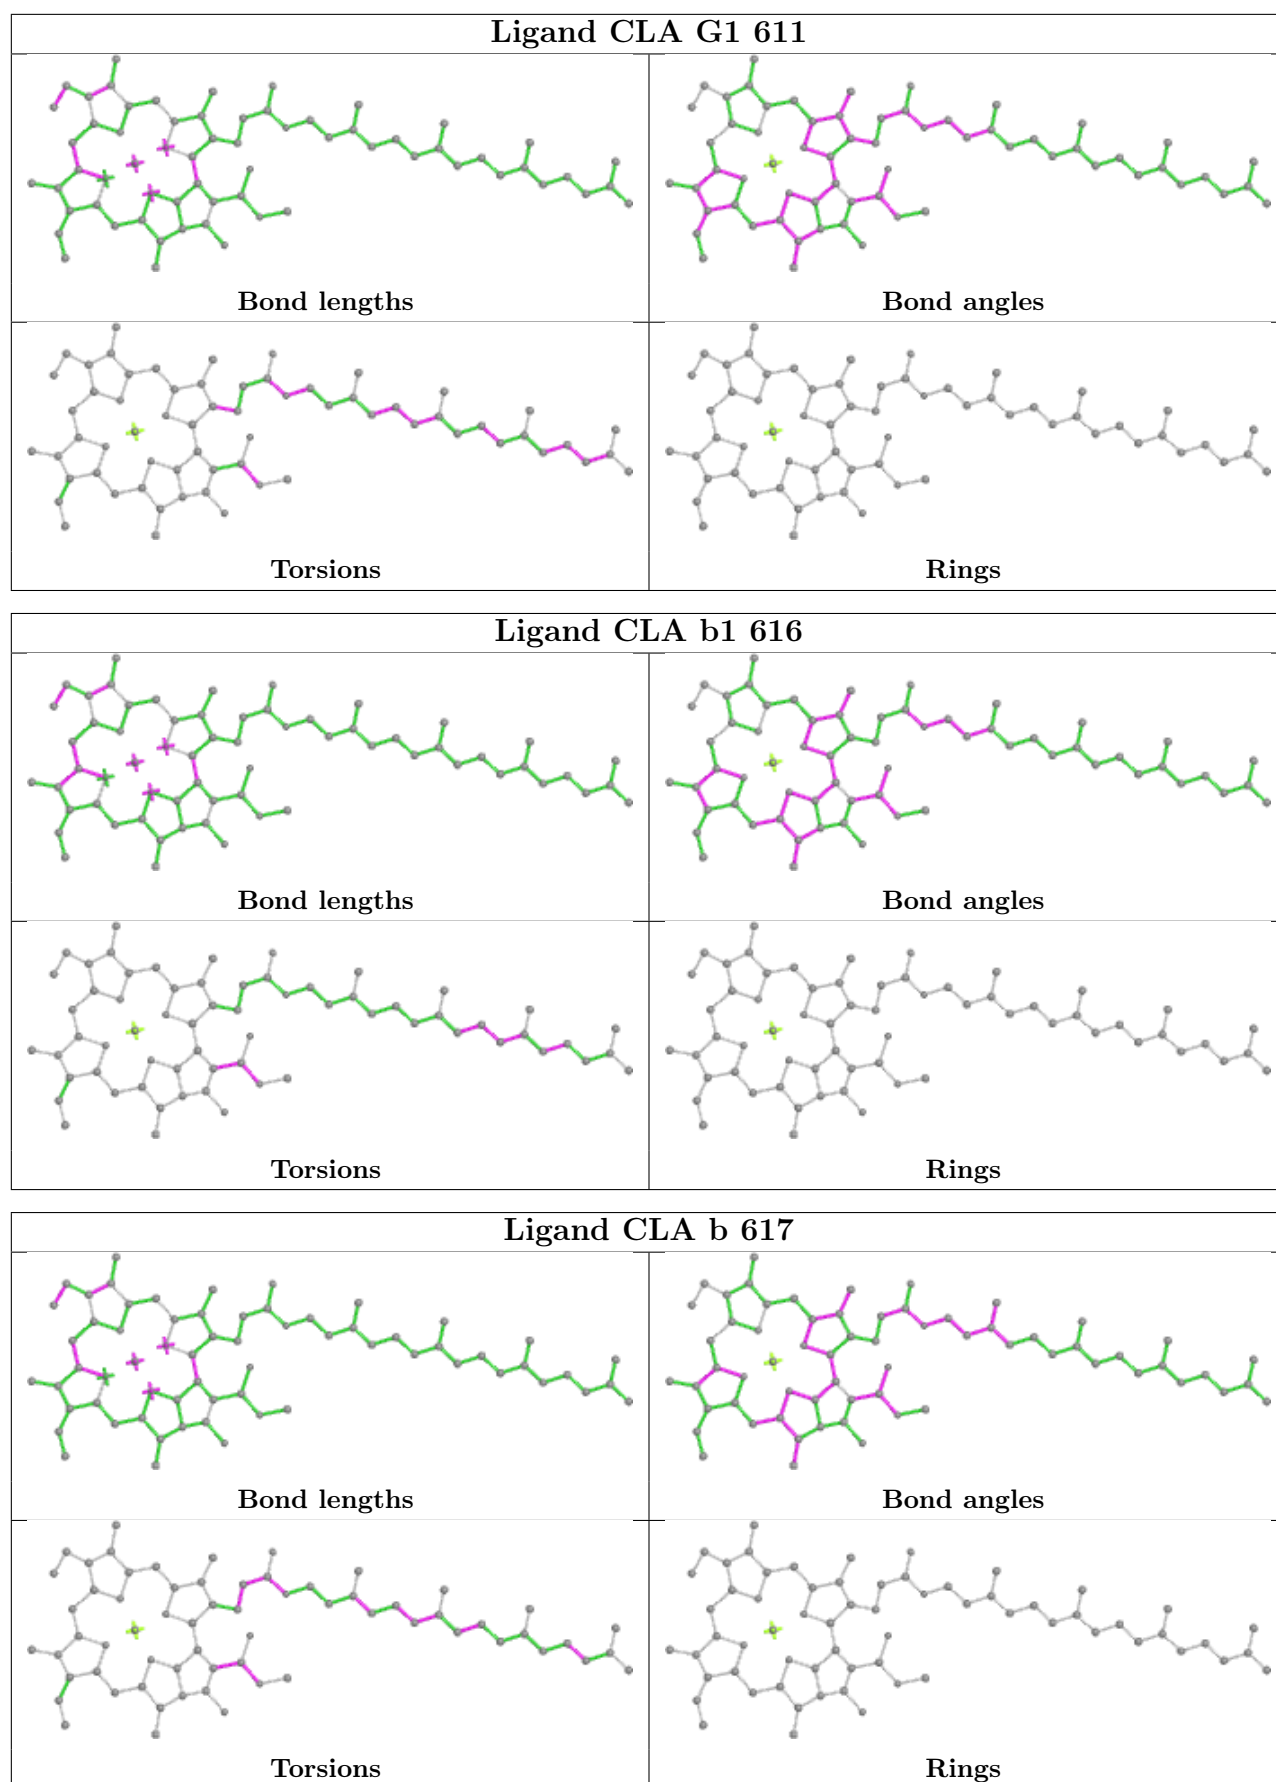 Ligand CLA G1 611
Bond lengths
Bond angles
Torsions
Rings
Ligand CLA b1 616
Bond lengths
Bond angles
Torsions
Rings
Ligand CLA b 617
Bond lengths
Bond angles
Torsions
Rings